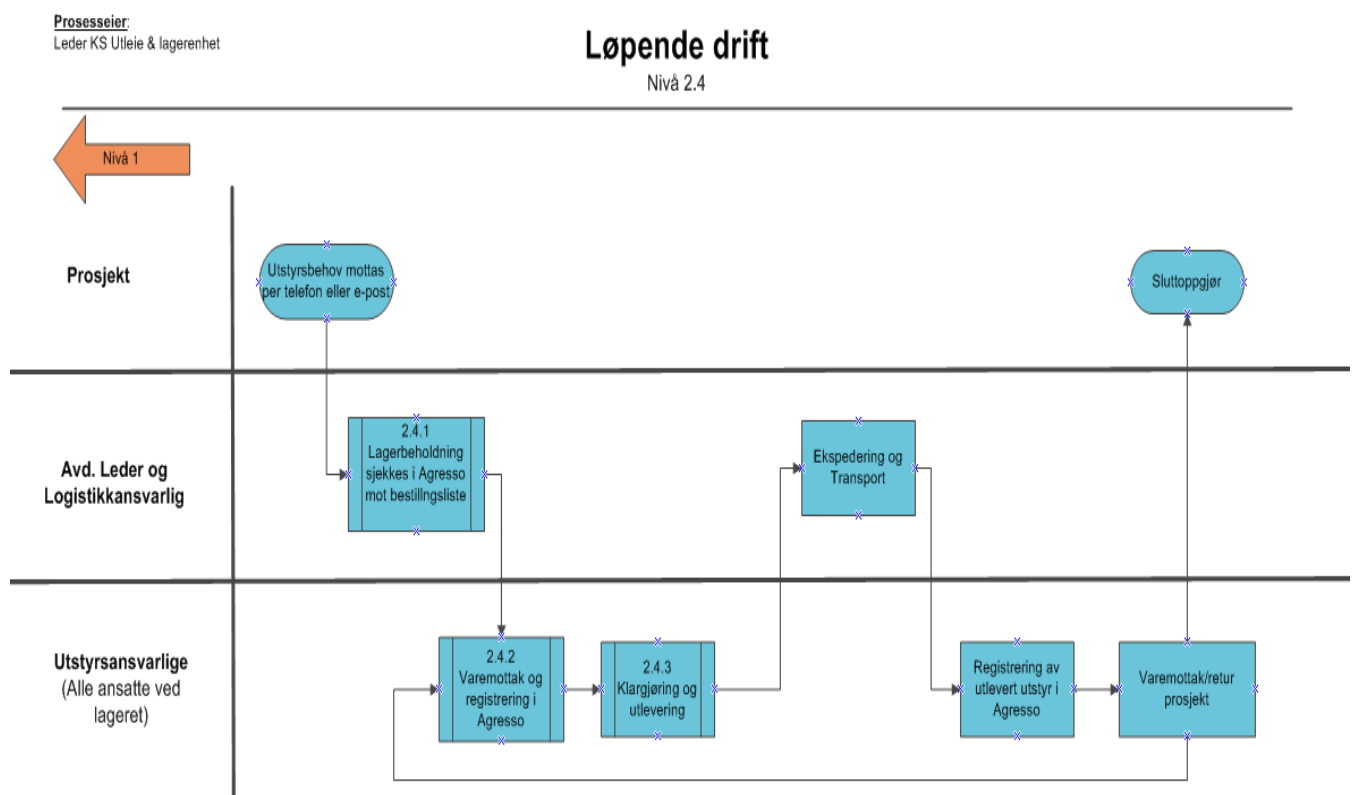 Prosesseier:
Leder KS Utleie & lagerenhet
Løpende drift
Nivå 2.4
Nivå 1
Prosjekt
Utstyrsbehov mottas
per telefon eller e-post
Sluttoppgjør
Avd. Leder og
Logistikkansvarlig
2.4.1
Lagerbeholdning
sjekkes i Agresso
mot bestillngsliste
Ekspedering og
Transport
Utstyrsansvarlige
(Alle ansatte ved
lageret)
2.4.2
Varemottak og
registrering i
Agresso
2.4.3
Klargjøring og
utlevering
Registrering av
utlevert utstyr i
Agresso
Varemottak/retur
prosjekt